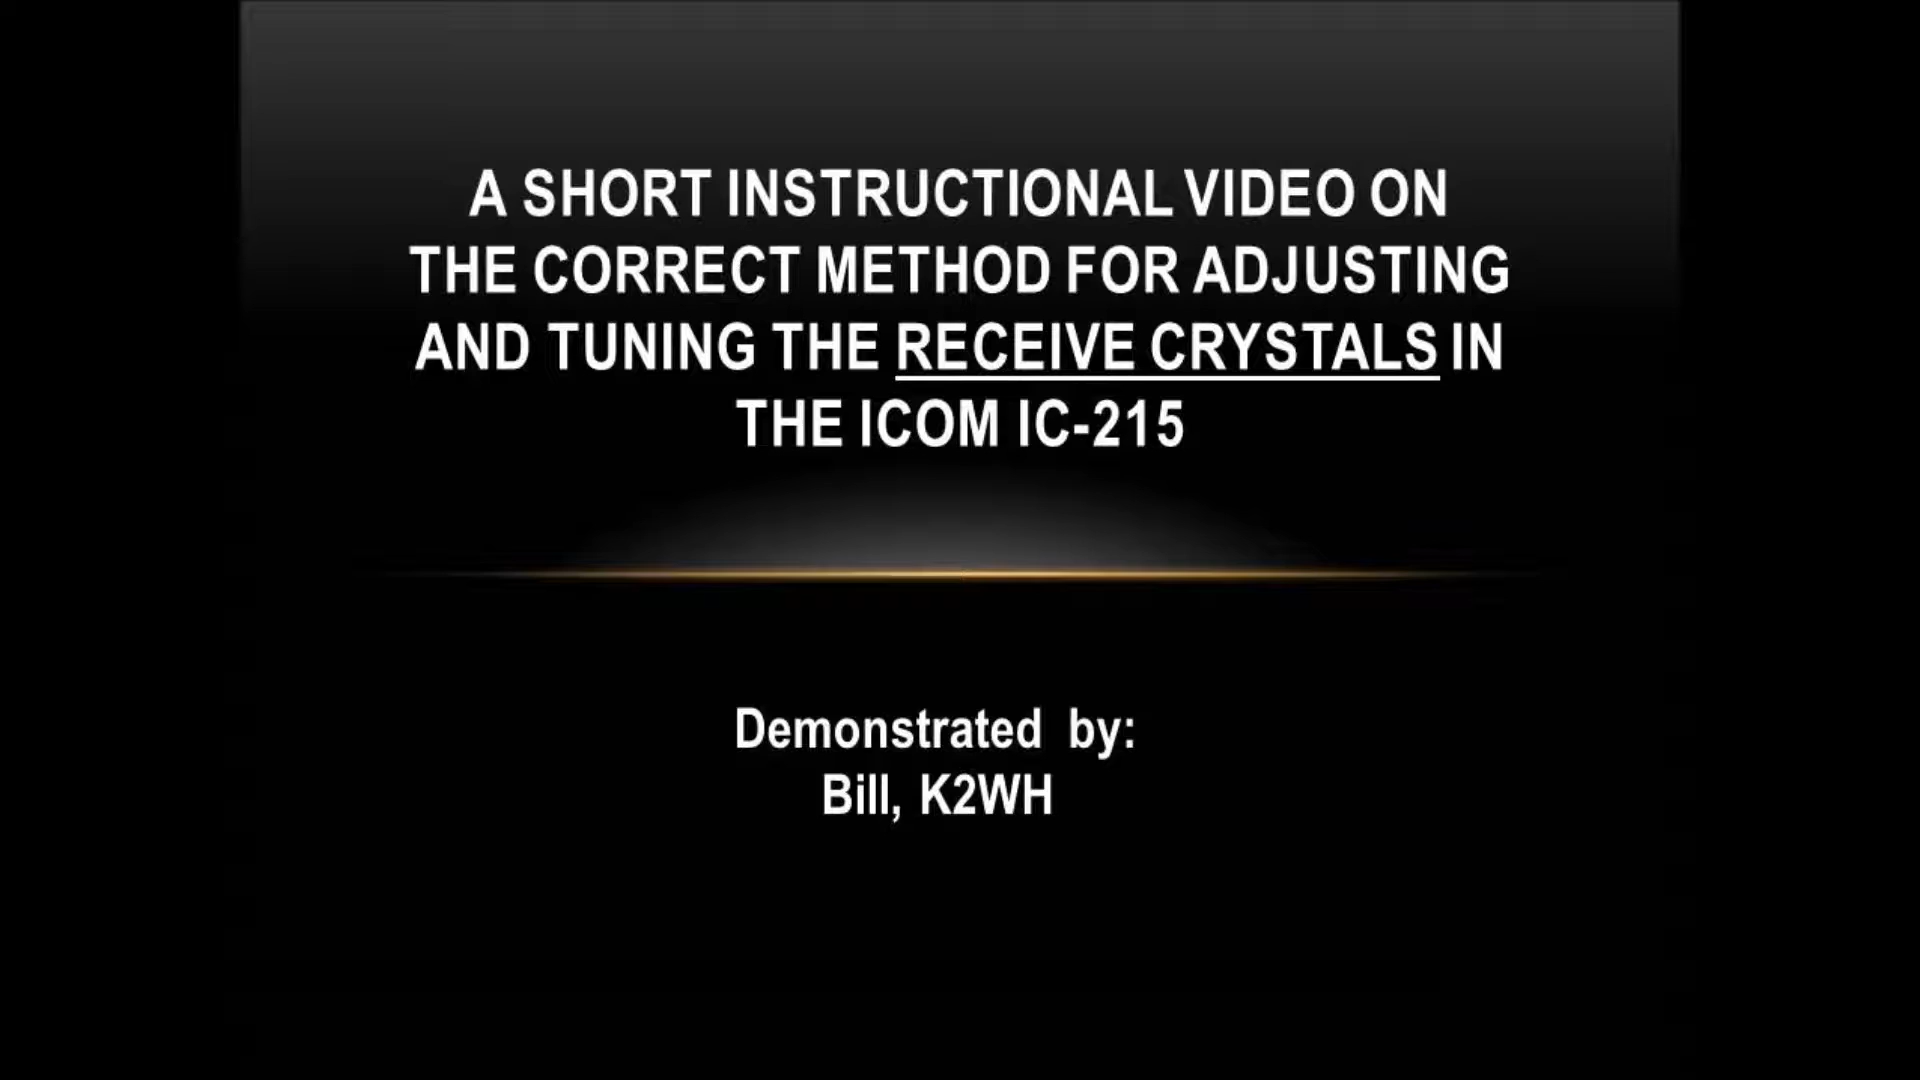 A SHORT INSTRUCTIONAL VIDEO ON
THE CORRECT METHOD FOR ADJUSTING
AND TUNING THE RECEIVE CRYSTALS IN
THE ICOM IC-215
Demonstrated by:
Bill, K2WH